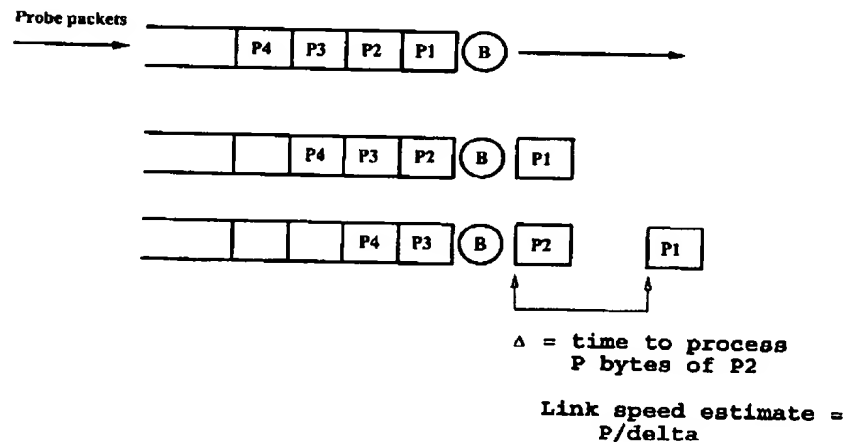 Probe packets
P4 P3 P2 P1 B
P4 P3 P2 B P1
P4 P3 B P2 P1
Δ = time to process
P bytes of P2
Link speed estimate =
P/delta